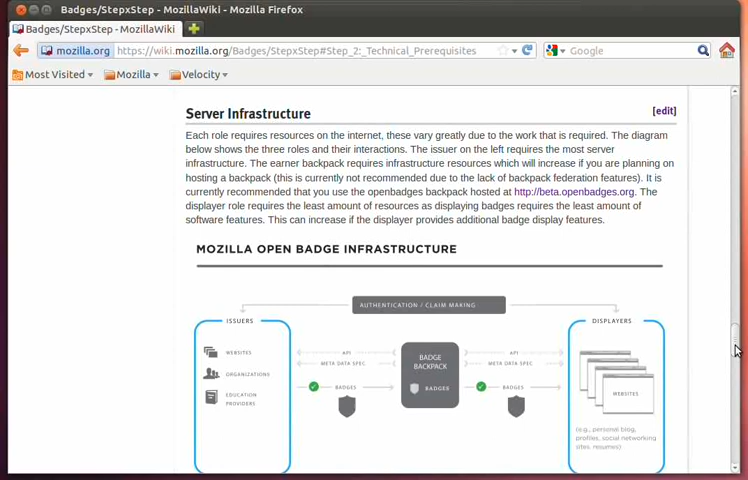 Badges/StepxStep - MozillaWiki - Mozilla Firefox
Badges/StepxStep - MozillaWiki
mozilla.org https://wiki.mozilla.org/Badges/StepxStep#Step_2:_Technical_Prerequisites Google
Most Visited Mozilla Velocity
Server Infrastructure [edit]
Each role requires resources on the internet, these vary greatly due to the work that is required. The diagram
below shows the three roles and their interactions. The issuer on the left requires the most server
infrastructure. The earner backpack requires infrastructure resources which will increase if you are planning on
hosting a backpack (this is currently not recommended due to the lack of backpack federation features). It is
currently recommended that you use the openbadges backpack hosted at http://beta.openbadges.org. The
displayer role requires the least amount of resources as displaying badges requires the least amount of
software features. This can increase if the displayer provides additional badge display features.
MOZILLA OPEN BADGE INFRASTRUCTURE
AUTHENTICATION / CLAIM MAKING
ISSUERS
WEBSITES
ORGANIZATIONS
EDUCATION
PROVIDERS
API
META DATA SPEC
BADGES
BADGE
BACKPACK
BADGES
API
META DATA SPEC
BADGES
DISPLAYERS
WEBSITES
(e.g., personal blog,
profiles, social networking
sites, resumes)